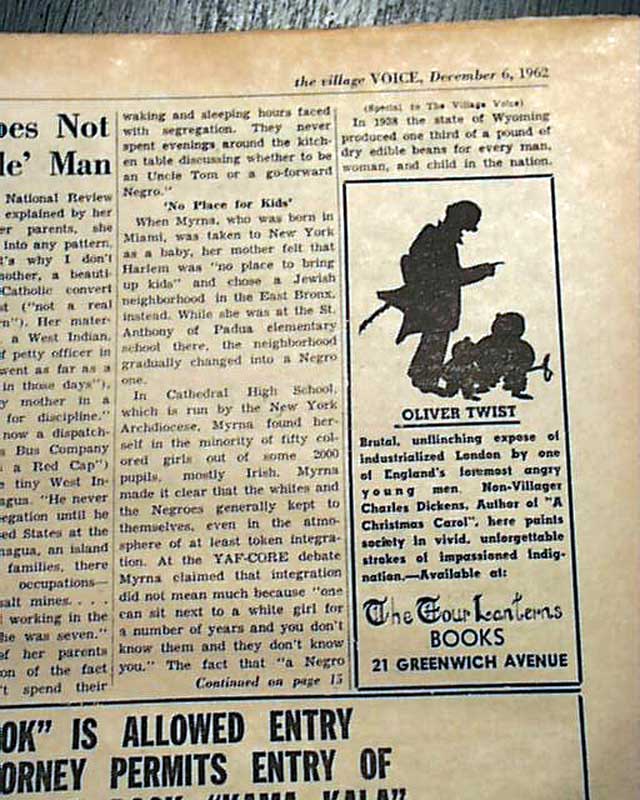 the village VOICE, December 6, 1962
oes Not
le' Man
National Review
explained by her
er parents, she
into any pattern.
t's why I don't
mother, a beauti-
Catholic convert
st ("not a real
rn"). Her mater-
a West Indian,
f petty officer in
went as far as a
in those days"),
y mother in a
for discipline."
now a dispatch-
s Bus Company
a Red Cap")
e tiny West In-
agua. "He never
egation until he
ed States at the
nagua, an island
families, there
occupations—
salt mines. . . .
working in the
he was seven."
of her parents
on of the fact
't spend their
waking and sleeping hours faced
with segregation. They never
spent evenings around the kitch-
en table discussing whether to be
an Uncle Tom or a go-forward
Negro."
'No Place for Kids'
When Myrna, who was born in
Miami, was taken to New York
as a baby, her mother felt that
Harlem was "no place to bring
up kids" and chose a Jewish
neighborhood in the East Bronx,
instead. While she was at the St.
Anthony of Padua elementary
school there, the neighborhood
gradually changed into a Negro
one.
In Cathedral High School,
which is run by the New York
Archdiocese, Myrna found her-
self in the minority of fifty col-
ored girls out of some 2000
pupils, mostly Irish. Myrna
made it clear that the whites and
the Negroes generally kept to
themselves, even in the atmo-
sphere of at least token integra-
tion. At the YAF-CORE debate
Myrna claimed that integration
did not mean much because "one
can sit next to a white girl for
a number of years and you don't
know them and they don't know
you." The fact that "a Negro
Continued on page 15
(Special to The Village Voice)
In 1938 the state of Wyoming
produced one third of a pound of
dry edible beans for every man,
woman, and child in the nation.
OLIVER TWIST
Brutal, unflinching expose of
industrialized London by one
of England's foremost angry
young men. Non-Villager
Charles Dickens, Author of "A
Christmas Carol", here paints
society in vivid, unforgettable
strokes of impassioned indig-
nation.—Available at:
The Four Lanterns
BOOKS
21 GREENWICH AVENUE
OK" IS ALLOWED ENTRY
ORNEY PERMITS ENTRY OF
BOOK "KAMA KALA"